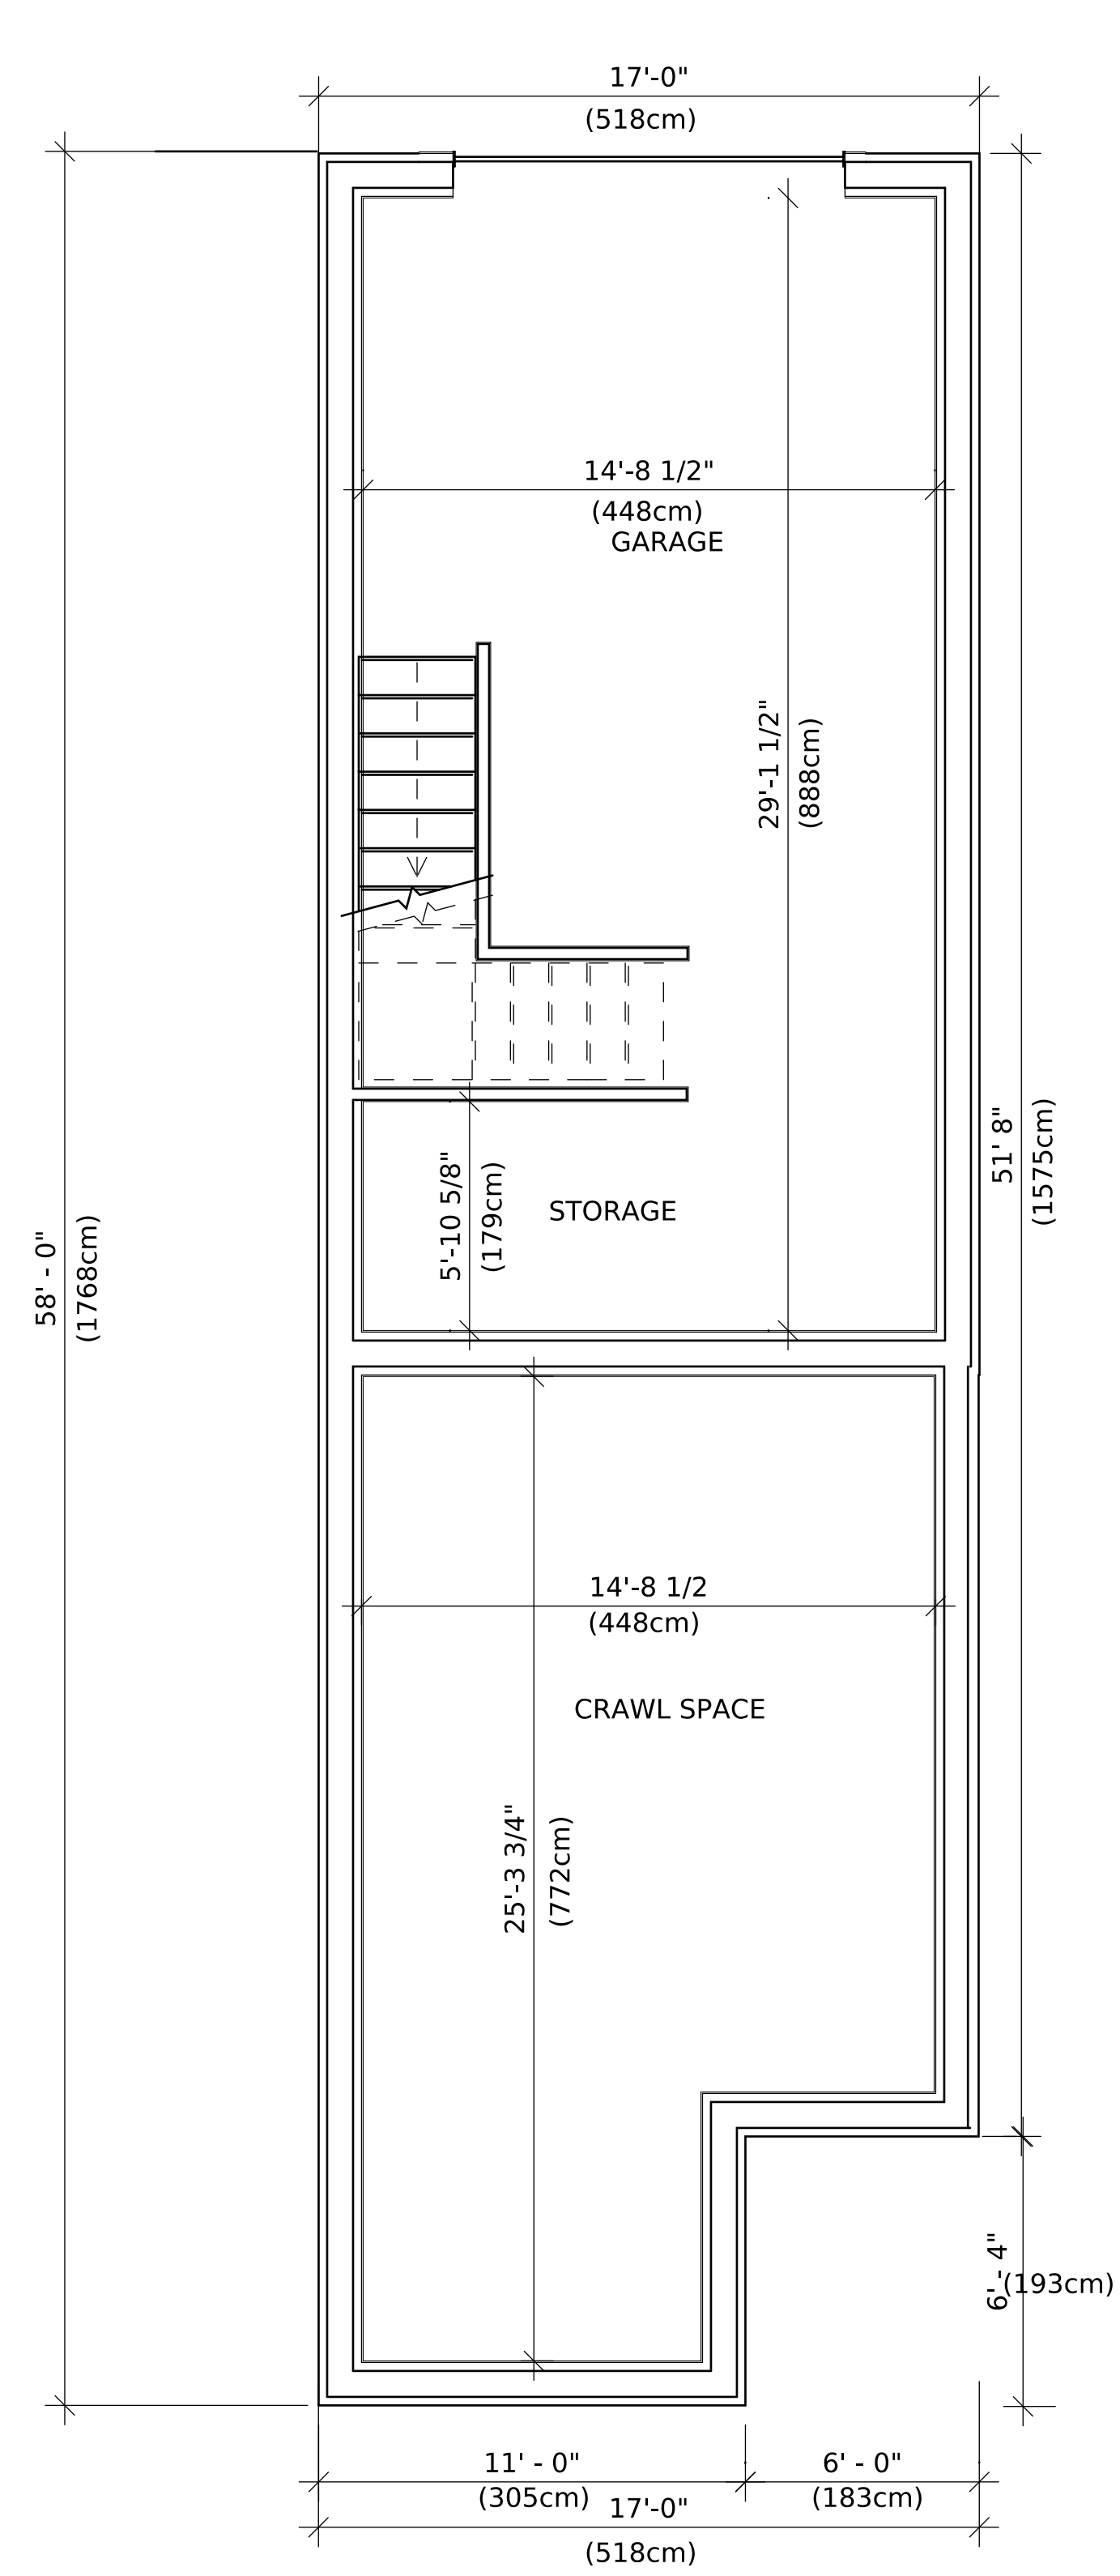 17'-0"
(518cm)
14'-8 1/2"
(448cm)
GARAGE
29'-1 1/2"
(888cm)
51' 8"
(1575cm)
5'-10 5/8"
(179cm)
STORAGE
58' - 0"
(1768cm)
14'-8 1/2
(448cm)
CRAWL SPACE
25'-3 3/4"
(772cm)
6' - 4"
(193cm)
11' - 0"
(305cm)
6' - 0"
(183cm)
17'-0"
(518cm)